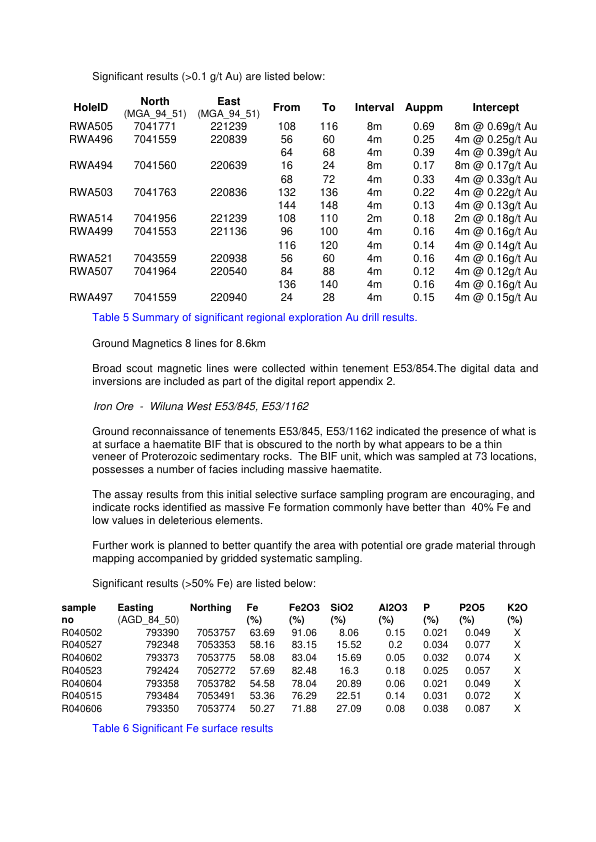 Significant results (>0.1 g/t Au) are listed below:
HoleID North East From To Interval Auppm Intercept
(MGA_94_51) (MGA_94_51)
RWA505 7041771 221239 108 116 8m 0.69 8m @ 0.69g/t Au
RWA496 7041559 220839 56 60 4m 0.25 4m @ 0.25g/t Au
64 68 4m 0.39 4m @ 0.39g/t Au
RWA494 7041560 220639 16 24 8m 0.17 8m @ 0.17g/t Au
68 72 4m 0.33 4m @ 0.33g/t Au
RWA503 7041763 220836 132 136 4m 0.22 4m @ 0.22g/t Au
144 148 4m 0.13 4m @ 0.13g/t Au
RWA514 7041956 221239 108 110 2m 0.18 2m @ 0.18g/t Au
RWA499 7041553 221136 96 100 4m 0.16 4m @ 0.16g/t Au
116 120 4m 0.14 4m @ 0.14g/t Au
RWA521 7043559 220938 56 60 4m 0.16 4m @ 0.16g/t Au
RWA507 7041964 220540 84 88 4m 0.12 4m @ 0.12g/t Au
136 140 4m 0.16 4m @ 0.16g/t Au
RWA497 7041559 220940 24 28 4m 0.15 4m @ 0.15g/t Au
Table 5 Summary of significant regional exploration Au drill results.
Ground Magnetics 8 lines for 8.6km
Broad scout magnetic lines were collected within tenement E53/854.The digital data and
inversions are included as part of the digital report appendix 2.
Iron Ore - Wiluna West E53/845, E53/1162
Ground reconnaissance of tenements E53/845, E53/1162 indicated the presence of what is
at surface a haematite BIF that is obscured to the north by what appears to be a thin
veneer of Proterozoic sedimentary rocks. The BIF unit, which was sampled at 73 locations,
possesses a number of facies including massive haematite.
The assay results from this initial selective surface sampling program are encouraging, and
indicate rocks identified as massive Fe formation commonly have better than 40% Fe and
low values in deleterious elements.
Further work is planned to better quantify the area with potential ore grade material through
mapping accompanied by gridded systematic sampling.
Significant results (>50% Fe) are listed below:
sample Easting Northing Fe Fe2O3 SiO2 Al2O3 P P2O5 K2O
no (AGD_84_50) (%) (%) (%) (%) (%) (%) (%)
R040502 793390 7053757 63.69 91.06 8.06 0.15 0.021 0.049 X
R040527 792348 7053353 58.16 83.15 15.52 0.2 0.034 0.077 X
R040602 793373 7053775 58.08 83.04 15.69 0.05 0.032 0.074 X
R040523 792424 7052772 57.69 82.48 16.3 0.18 0.025 0.057 X
R040604 793358 7053782 54.58 78.04 20.89 0.06 0.021 0.049 X
R040515 793484 7053491 53.36 76.29 22.51 0.14 0.031 0.072 X
R040606 793350 7053774 50.27 71.88 27.09 0.08 0.038 0.087 X
Table 6 Significant Fe surface results